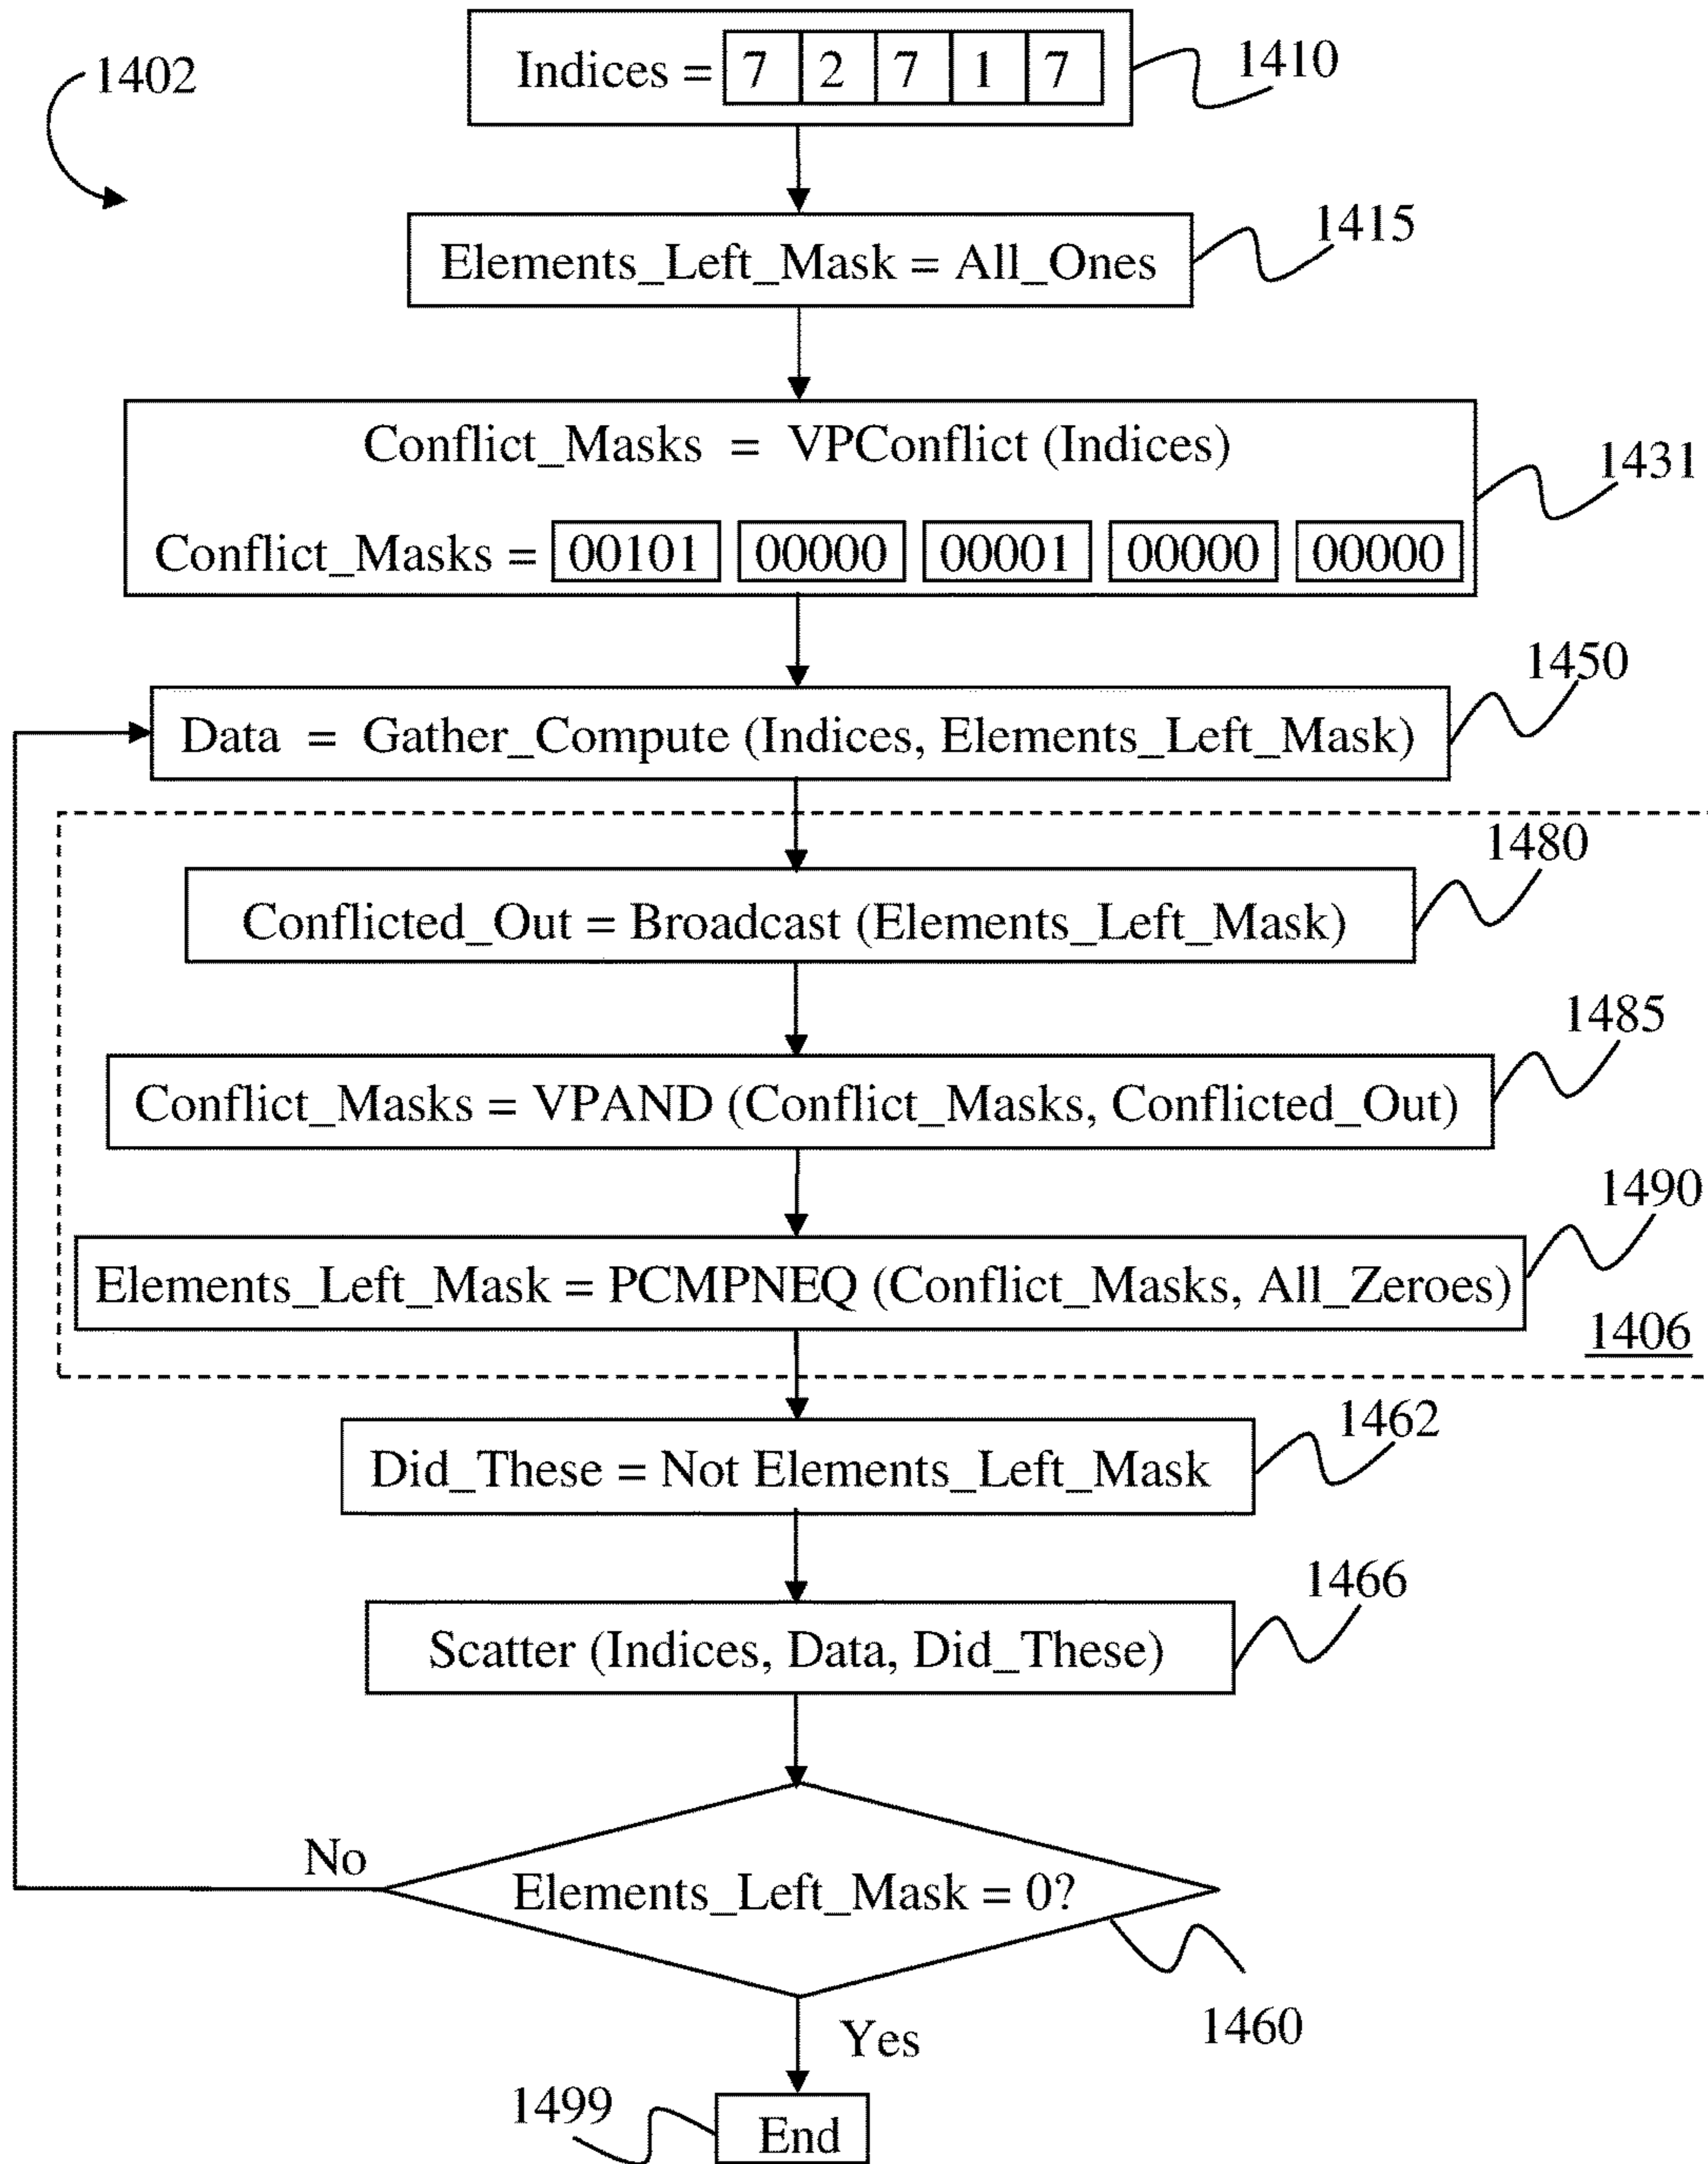 1402
Indices = 7 2 7 1 7
1410
Elements_Left_Mask = All_Ones
1415
Conflict_Masks = VPConflict (Indices)
1431
Conflict_Masks = 00101 00000 00001 00000 00000
1450
Data = Gather_Compute (Indices, Elements_Left_Mask)
1480
Conflicted_Out = Broadcast (Elements_Left_Mask)
1485
Conflict_Masks = VPAND (Conflict_Masks, Conflicted_Out)
1490
Elements_Left_Mask = PCMPNEQ (Conflict_Masks, All_Zeroes)
1406
1462
Did_These = Not Elements_Left_Mask
1466
Scatter (Indices, Data, Did_These)
No
Elements_Left_Mask = 0?
1460
Yes
1499
End